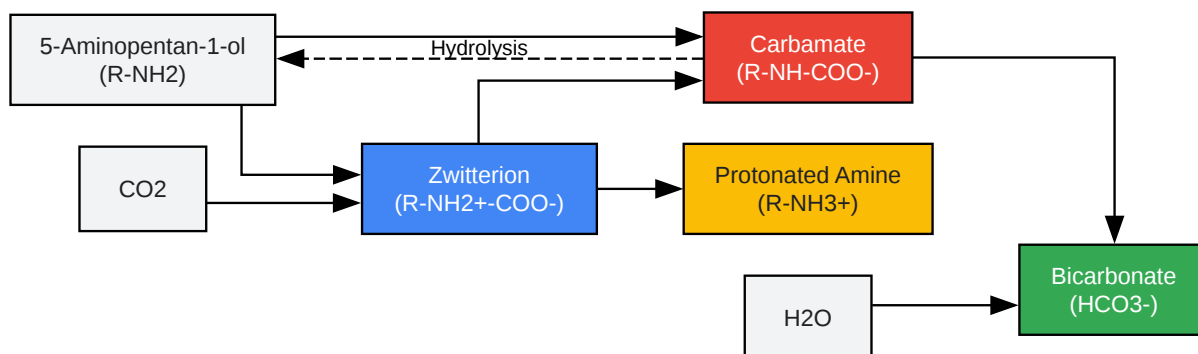 5-Aminopentan-1-ol
(R-NH2)
Hydrolysis
Carbamate
(R-NH-COO-)
CO2
Zwitterion
(R-NH2+-COO-)
Protonated Amine
(R-NH3+)
H2O
Bicarbonate
(HCO3-)